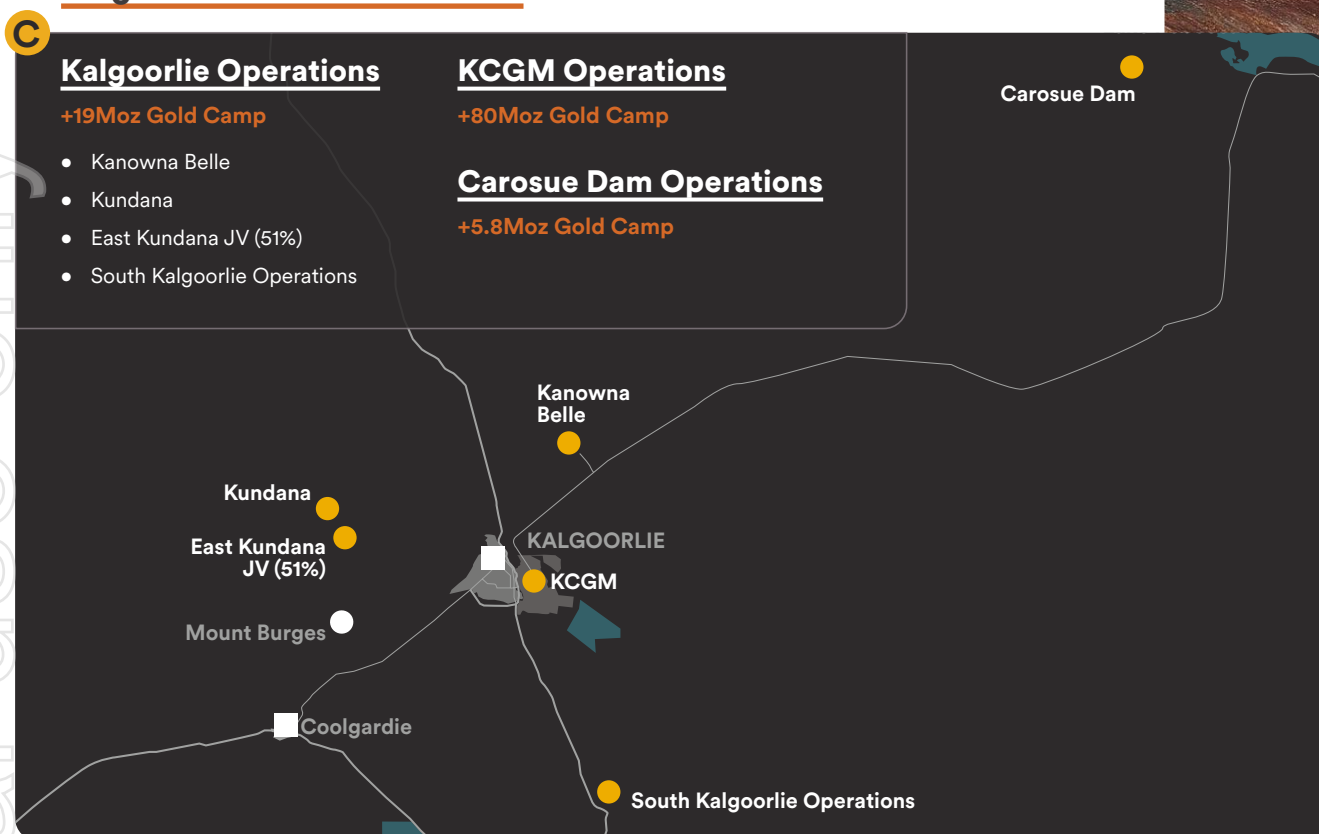 C
Kalgoorlie Operations
+19Moz Gold Camp
● Kanowna Belle
● Kundana
● East Kundana JV (51%)
● South Kalgoorlie Operations
KCGM Operations
+80Moz Gold Camp
Carosue Dam Operations
+5.8Moz Gold Camp
Carosue Dam
Kanowna
Belle
Kundana
East Kundana
JV (51%)
KALGOORLIE
KCGM
Mount Burges
Coolgardie
South Kalgoorlie Operations